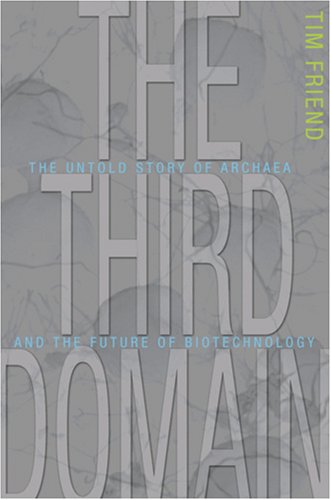 THE
THE UNTOLD STORY OF ARCHAEA
THIRD
AND THE FUTURE OF BIOTECHNOLOGY
DOMAIN
TIM FRIEND